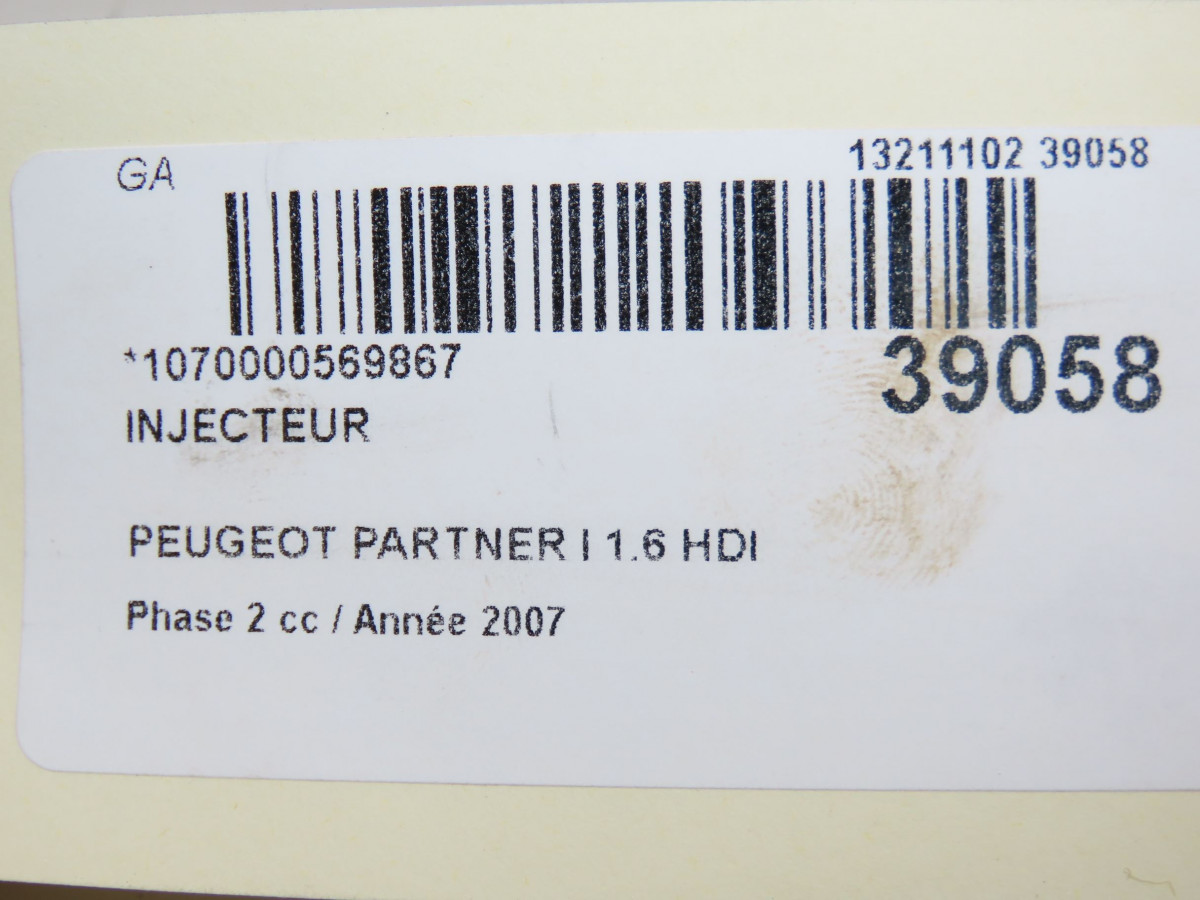 GA
13211102 39058
*1070000569867
39058
INJECTEUR
PEUGEOT PARTNER I 1.6 HDI
Phase 2 cc / Année 2007